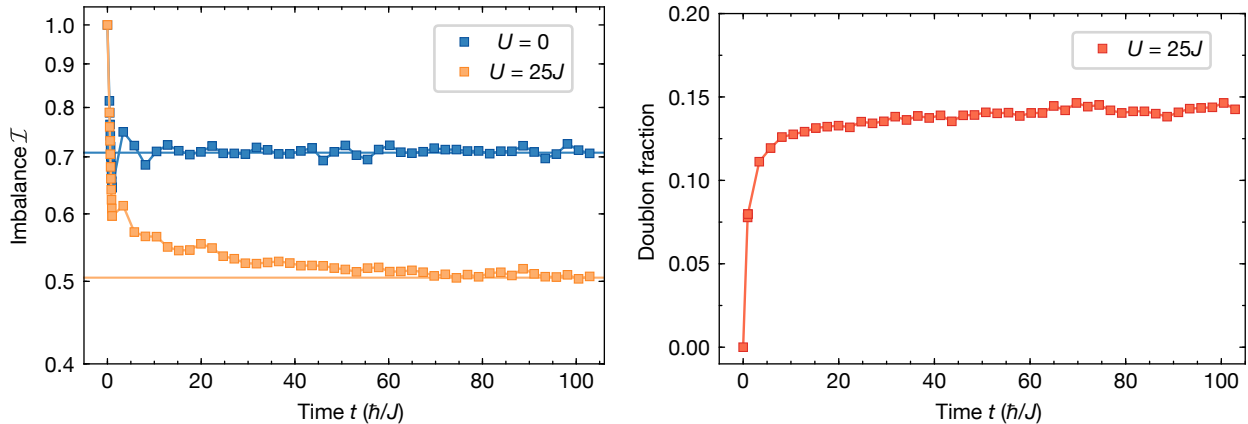 1.0
0.9
0.8
0.7
0.6
0.5
0.4
Imbalance ℐ
U = 0
U = 25J
0 20 40 60 80 100
Time t (ħ/J)
0.20
0.15
0.10
0.05
0.00
Doublon fraction
U = 25J
0 20 40 60 80 100
Time t (ħ/J)